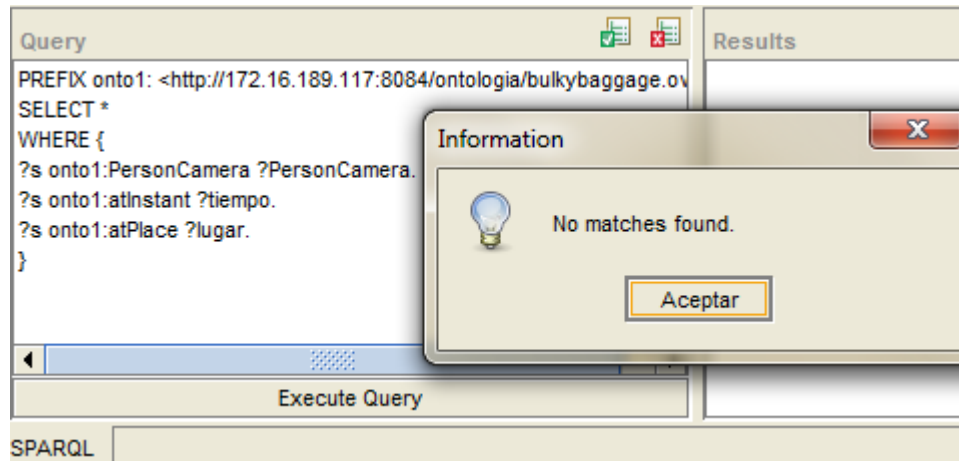 Query
PREFIX onto1: <http://172.16.189.117:8084/ontologia/bulkybaggage.ov
SELECT *
WHERE {
?s onto1:PersonCamera ?PersonCamera.
?s onto1:atInstant ?tiempo.
?s onto1:atPlace ?lugar.
}
Execute Query
SPARQL
Results
Information
No matches found.
Aceptar